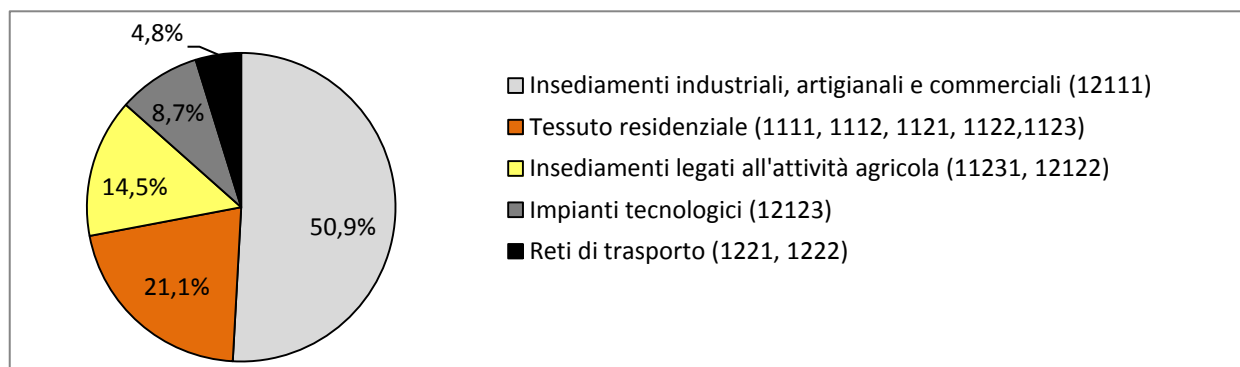 4,8%
8,7%
14,5%
21,1%
50,9%
Insediamenti industriali, artigianali e commerciali (12111)
Tessuto residenziale (1111, 1112, 1121, 1122,1123)
Insediamenti legati all'attività agricola (11231, 12122)
Impianti tecnologici (12123)
Reti di trasporto (1221, 1222)